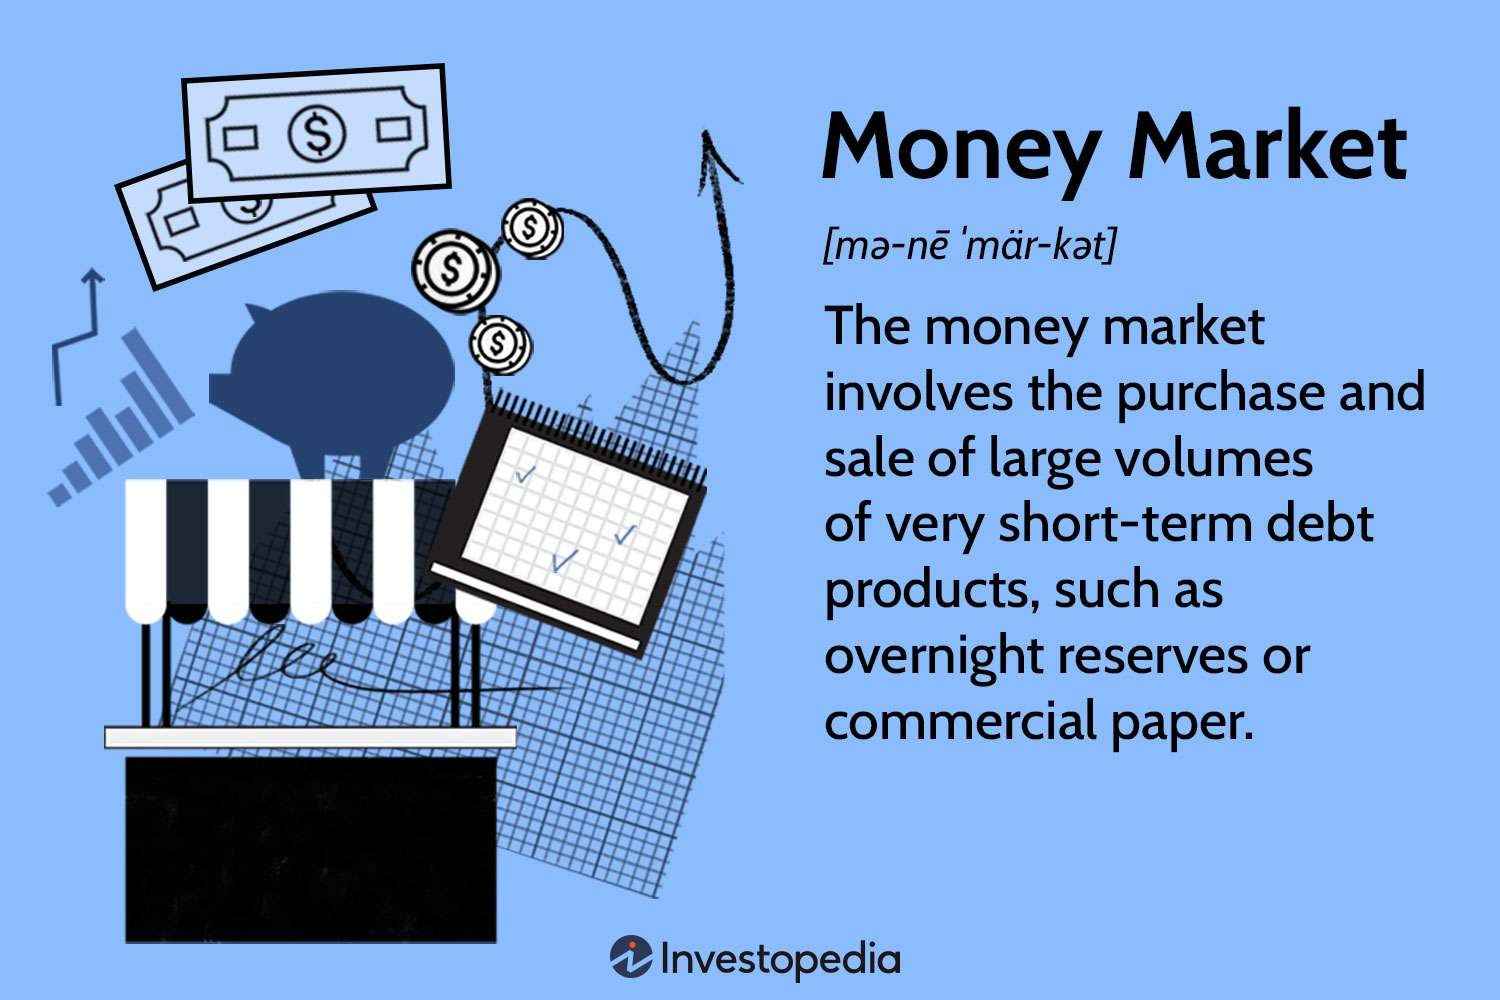 Money Market
[mə-nē ˈmär-kət]
The money market
involves the purchase and
sale of large volumes
of very short-term debt
products, such as
overnight reserves or
commercial paper.
$
$
$
$
$
Investopedia